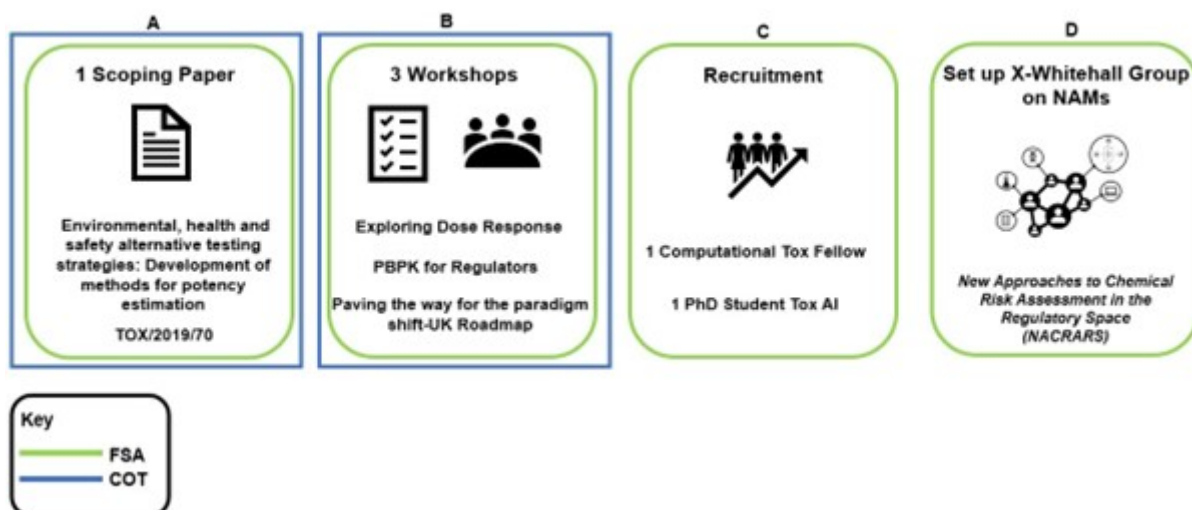 A
1 Scoping Paper
Environmental, health and
safety alternative testing
strategies: Development of
methods for potency
estimation
TOX/2019/70
B
3 Workshops
Exploring Dose Response
PBPK for Regulators
Paving the way for the paradigm
shift-UK Roadmap
C
Recruitment
1 Computational Tox Fellow
1 PhD Student Tox AI
D
Set up X-Whitehall Group
on NAMs
New Approaches to Chemical
Risk Assessment in the
Regulatory Space
(NACRARS)
Key
FSA
COT